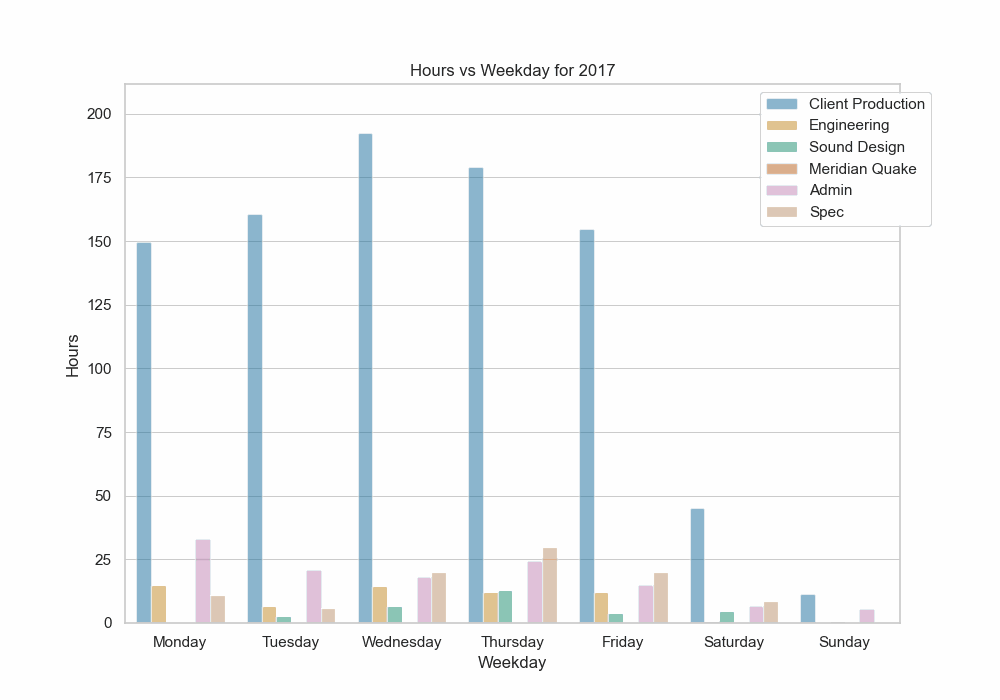 Hours vs Weekday for 2017
Client Production
Engineering
Sound Design
Meridian Quake
Admin
Spec
Hours
200
175
150
125
100
75
50
25
0
Monday Tuesday Wednesday Thursday Friday Saturday Sunday
Weekday